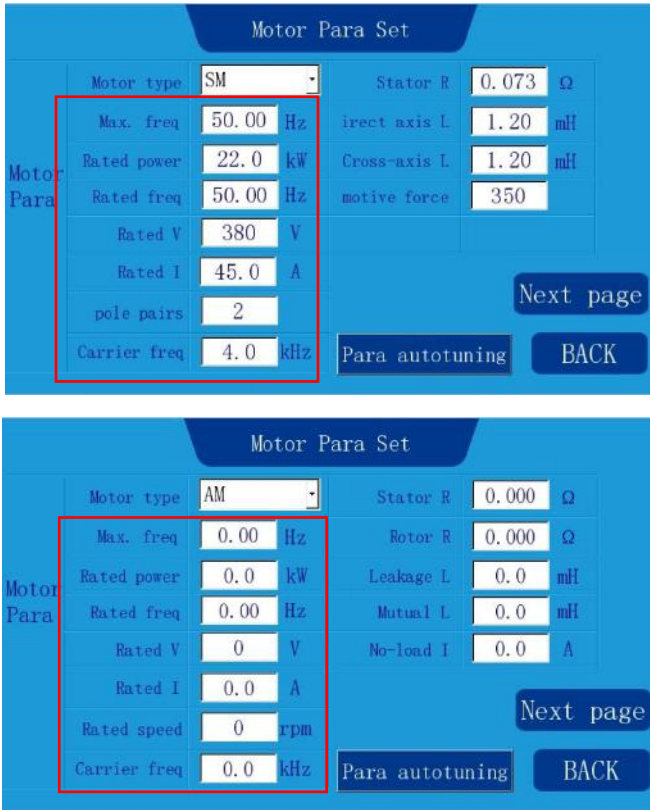 Motor Para Set
Motor type SM Stator R 0.073 Ω
Max. freq 50.00 Hz irect axis L 1.20 mH
Rated power 22.0 kW Cross-axis L 1.20 mH
Motor Para
Rated freq 50.00 Hz motive force 350
Rated V 380 V
Rated I 45.0 A
Next page
pole pairs 2
Carrier freq 4.0 kHz Para autotuning BACK
Motor Para Set
Motor type AM Stator R 0.000 Ω
Max. freq 0.00 Hz Rotor R 0.000 Ω
Rated power 0.0 kW Leakage L 0.0 mH
Motor Para
Rated freq 0.00 Hz Mutual L 0.0 mH
Rated V 0 V No-load I 0.0 A
Rated I 0.0 A
Next page
Rated speed 0 rpm
Carrier freq 0.0 kHz Para autotuning BACK